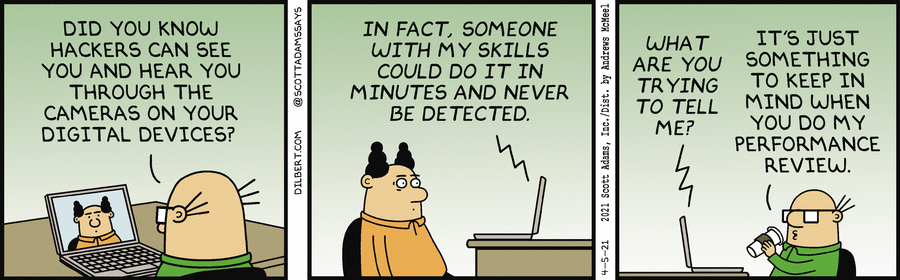 DID YOU KNOW
HACKERS CAN SEE
YOU AND HEAR YOU
THROUGH THE
CAMERAS ON YOUR
DIGITAL DEVICES?
DILBERT.COM @SCOTTADAMSSAYS
IN FACT, SOMEONE
WITH MY SKILLS
COULD DO IT IN
MINUTES AND NEVER
BE DETECTED.
4-5-21 2021 Scott Adams, Inc./Dist. by Andrews McMeel
WHAT
ARE YOU
TRYING
TO TELL
ME?
IT'S JUST
SOMETHING
TO KEEP IN
MIND WHEN
YOU DO MY
PERFORMANCE
REVIEW.